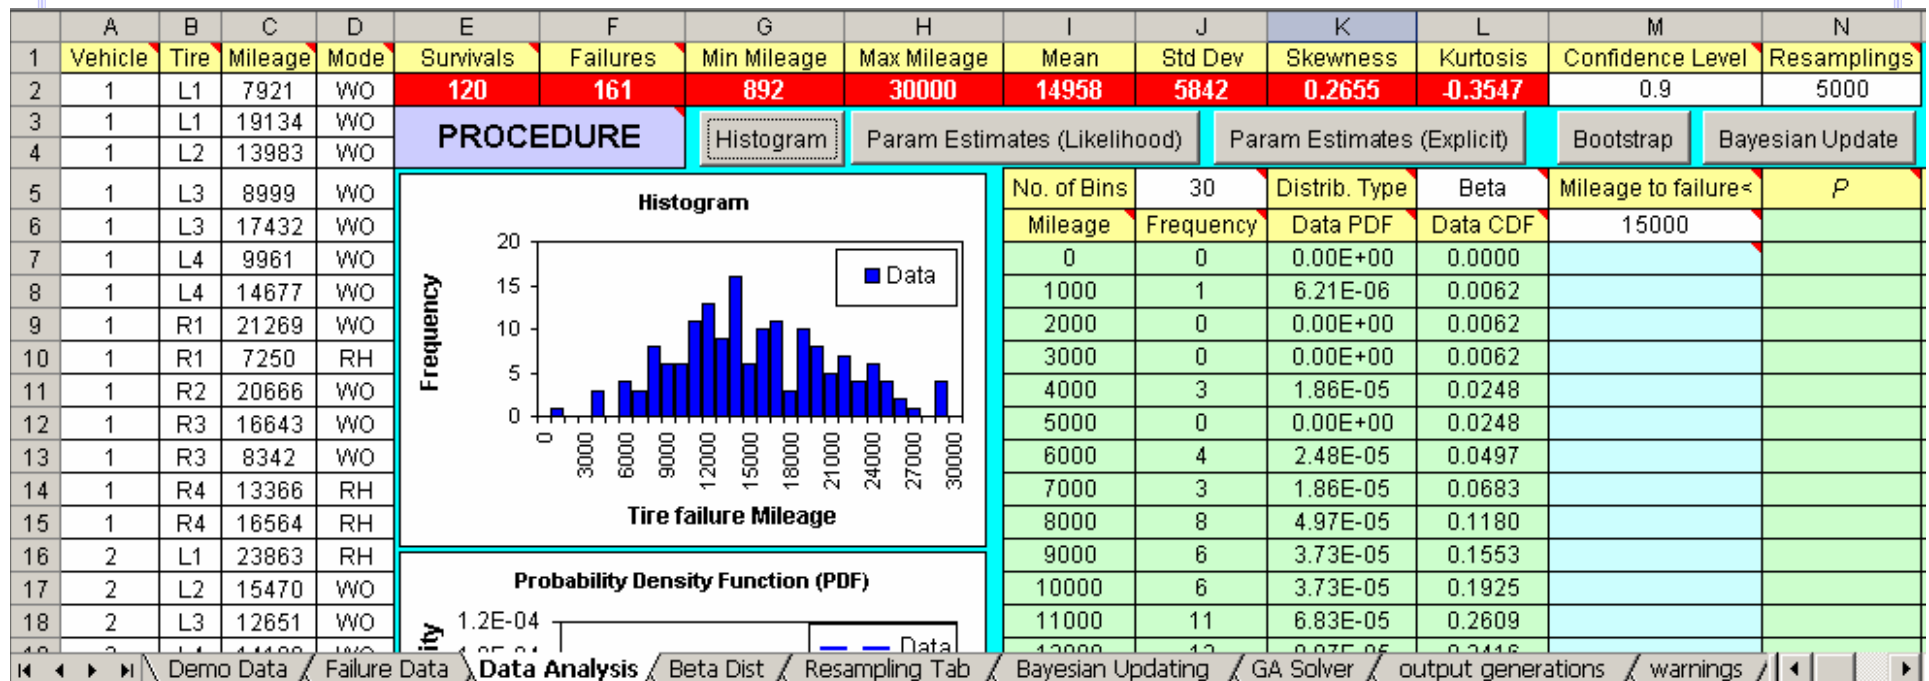 A B C D E F G H I J K L M N
1 Vehicle Tire Mileage Mode Survivals Failures Min Mileage Max Mileage Mean Std Dev Skewness Kurtosis Confidence Level Resamplings
2 1 L1 7921 WO 120 161 892 30000 14958 5842 0.2655 -0.3547 0.9 5000
3 1 L1 19134 WO
4 1 L2 13983 WO
PROCEDURE Histogram Param Estimates (Likelihood) Param Estimates (Explicit) Bootstrap Bayesian Update
5 1 L3 8999 WO No. of Bins 30 Distrib. Type Beta Mileage to failure< P
6 1 L3 17432 WO Mileage Frequency Data PDF Data CDF 15000
7 1 L4 9961 WO 0 0 0.00E+00 0.0000
8 1 L4 14677 WO 1000 1 6.21E-06 0.0062
9 1 R1 21269 WO 2000 0 0.00E+00 0.0062
10 1 R1 7250 RH 3000 0 0.00E+00 0.0062
11 1 R2 20666 WO 4000 3 1.86E-05 0.0248
12 1 R3 16643 WO 5000 0 0.00E+00 0.0248
13 1 R3 8342 WO 6000 4 2.48E-05 0.0497
14 1 R4 13366 RH 7000 3 1.86E-05 0.0683
15 1 R4 16564 RH 8000 8 4.97E-05 0.1180
16 2 L1 23863 RH 9000 6 3.73E-05 0.1553
17 2 L2 15470 WO 10000 6 3.73E-05 0.1925
18 2 L3 12651 WO 11000 11 6.83E-05 0.2609
Histogram
Frequency
20
15
10
5
0
Data
0 3000 6000 9000 12000 15000 18000 21000 24000 27000 30000
Tire failure Mileage
Probability Density Function (PDF)
1.2E-04
Data
Demo Data Failure Data Data Analysis Beta Dist Resampling Tab Bayesian Updating GA Solver output generations warnings